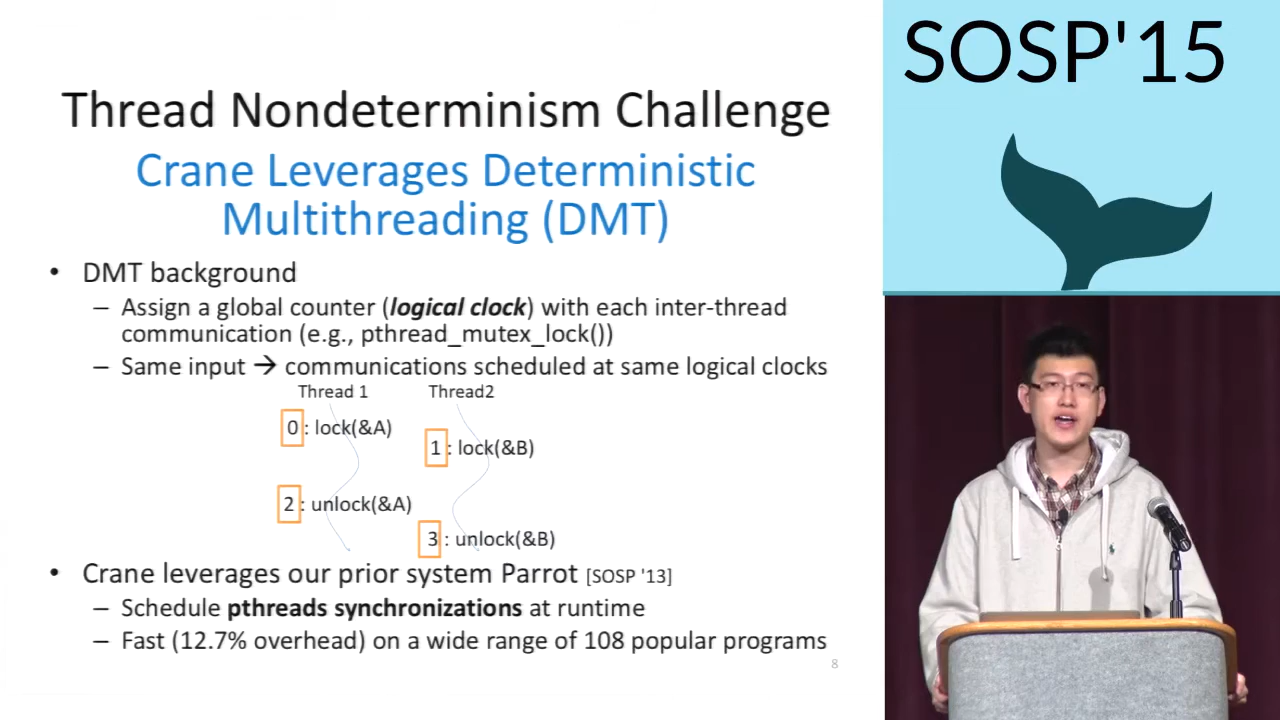 Thread Nondeterminism Challenge
Crane Leverages Deterministic
Multithreading (DMT)
• DMT background
– Assign a global counter (logical clock) with each inter-thread
communication (e.g., pthread_mutex_lock())
– Same input → communications scheduled at same logical clocks
Thread 1 Thread2
0 : lock(&A)
1 : lock(&B)
2 : unlock(&A)
3 : unlock(&B)
• Crane leverages our prior system Parrot [SOSP '13]
– Schedule pthreads synchronizations at runtime
– Fast (12.7% overhead) on a wide range of 108 popular programs
8
SOSP'15